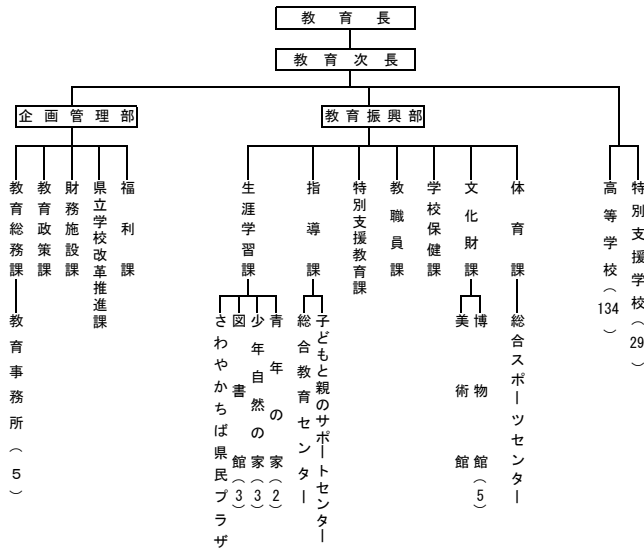 教育長
教育次長
企画管理部
教育振興部
教育総務課
教育政策課
財務施設課
県立学校改革推進課
福利課
生涯学習課
指導課
特別支援教育課
教職員課
学校保健課
文化財課
体育課
高等学校（134）
特別支援学校（29）
教育事務所（5）
さわやかちば県民プラザ
図書館（3）
少年自然の家（3）
青年の家（2）
総合教育センター
子どもと親のサポートセンター
美術館
博物館（5）
総合スポーツセンター